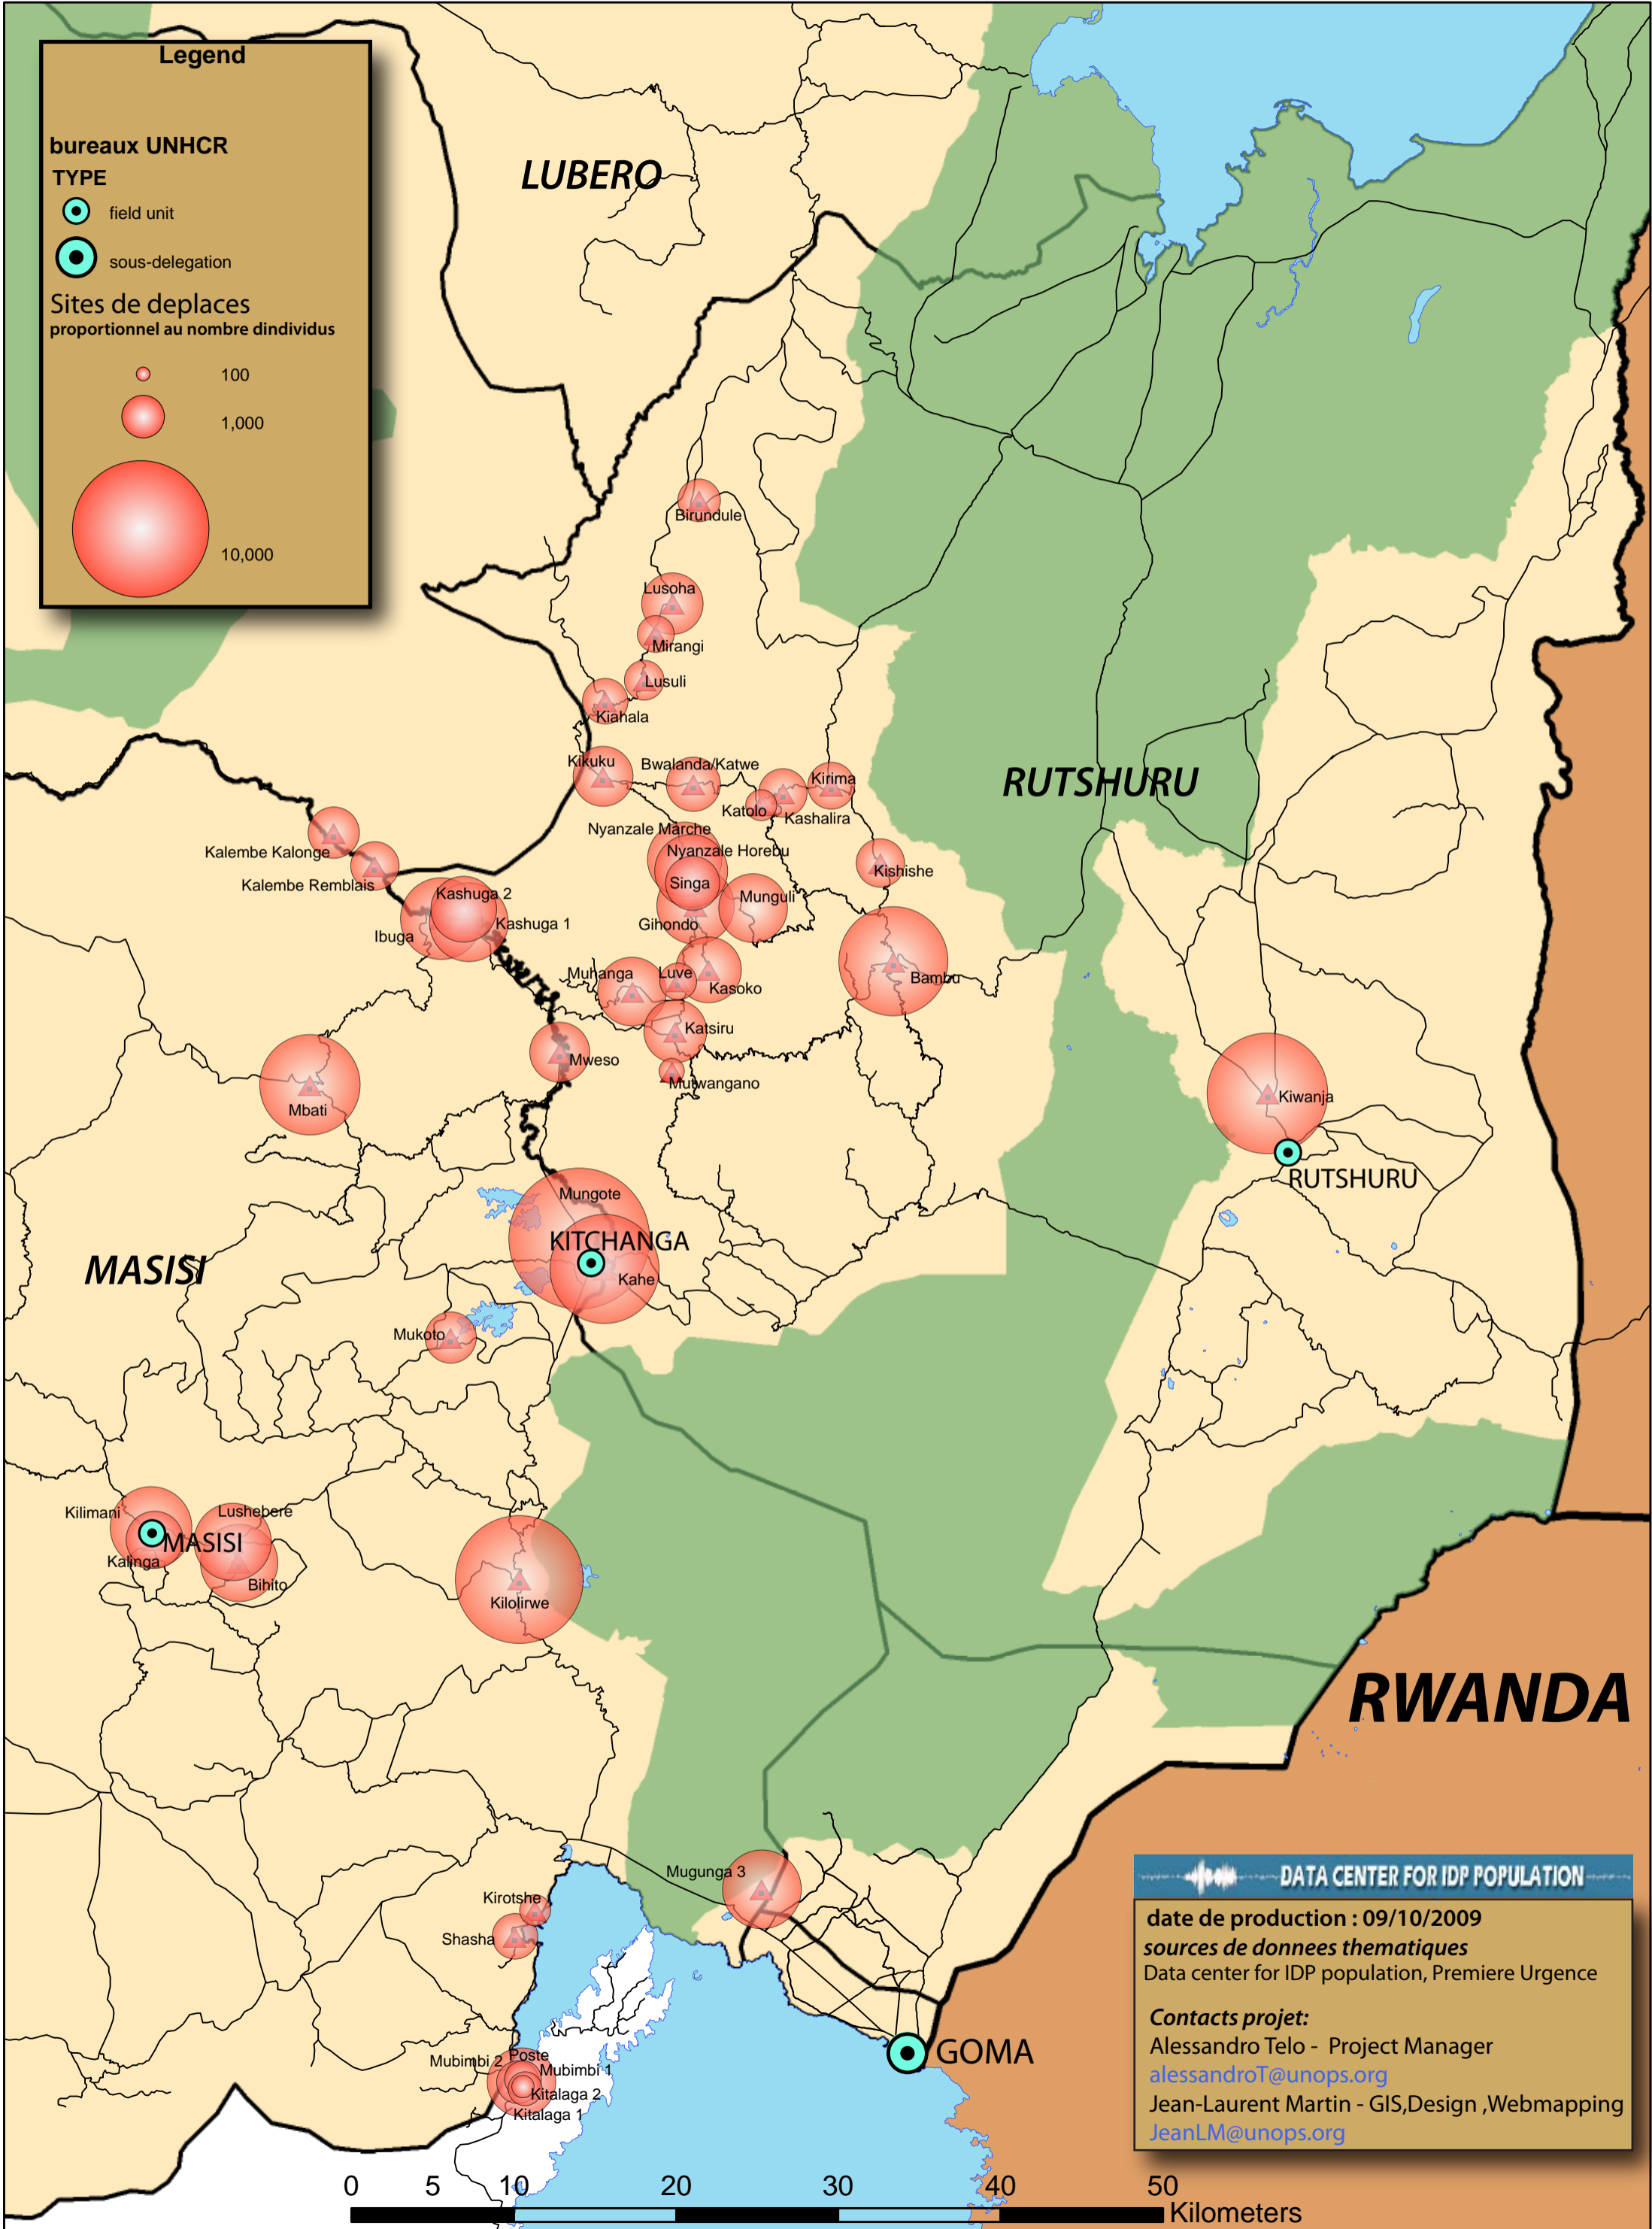 Legend
bureaux UNHCR
TYPE
field unit
sous-delegation
Sites de deplaces
proportionnel au nombre dindividus
100
1,000
10,000
LUBERO
Birundule
Lusoha
Mirangi
Lusuli
Kiahala
Kikuku
Bwalanda/Katwe
Kirima
Katolo
Kashalira
RUTSHURU
Nyanzale Marche
Nyanzale Horebu
Kalembe Kalonge
Kalembe Remblais
Kishishe
Singa
Kashuga 2
Munguli
Kashuga 1
Gihondo
Ibuga
Muhanga
Luve
Kasoko
Bambu
Katsiru
Mweso
Mutwangano
Mbati
Kiwanja
RUTSHURU
Mungote
KITCHANGA
Kahe
MASISI
Mukoto
Kilimani
Lushebere
MASISI
Kalinga
Bihito
Kilolirwe
RWANDA
Mugunga 3
Kirotshe
Shasha
GOMA
Mubimbi 2
Poste
Mubimbi 1
Kitalaga 2
Kitalaga 1
DATA CENTER FOR IDP POPULATION
date de production : 09/10/2009
sources de donnees thematiques
Data center for IDP population, Premiere Urgence
Contacts projet:
Alessandro Telo - Project Manager
alessandroT@unops.org
Jean-Laurent Martin - GIS,Design ,Webmapping
JeanLM@unops.org
0 5 10 20 30 40 50
Kilometers